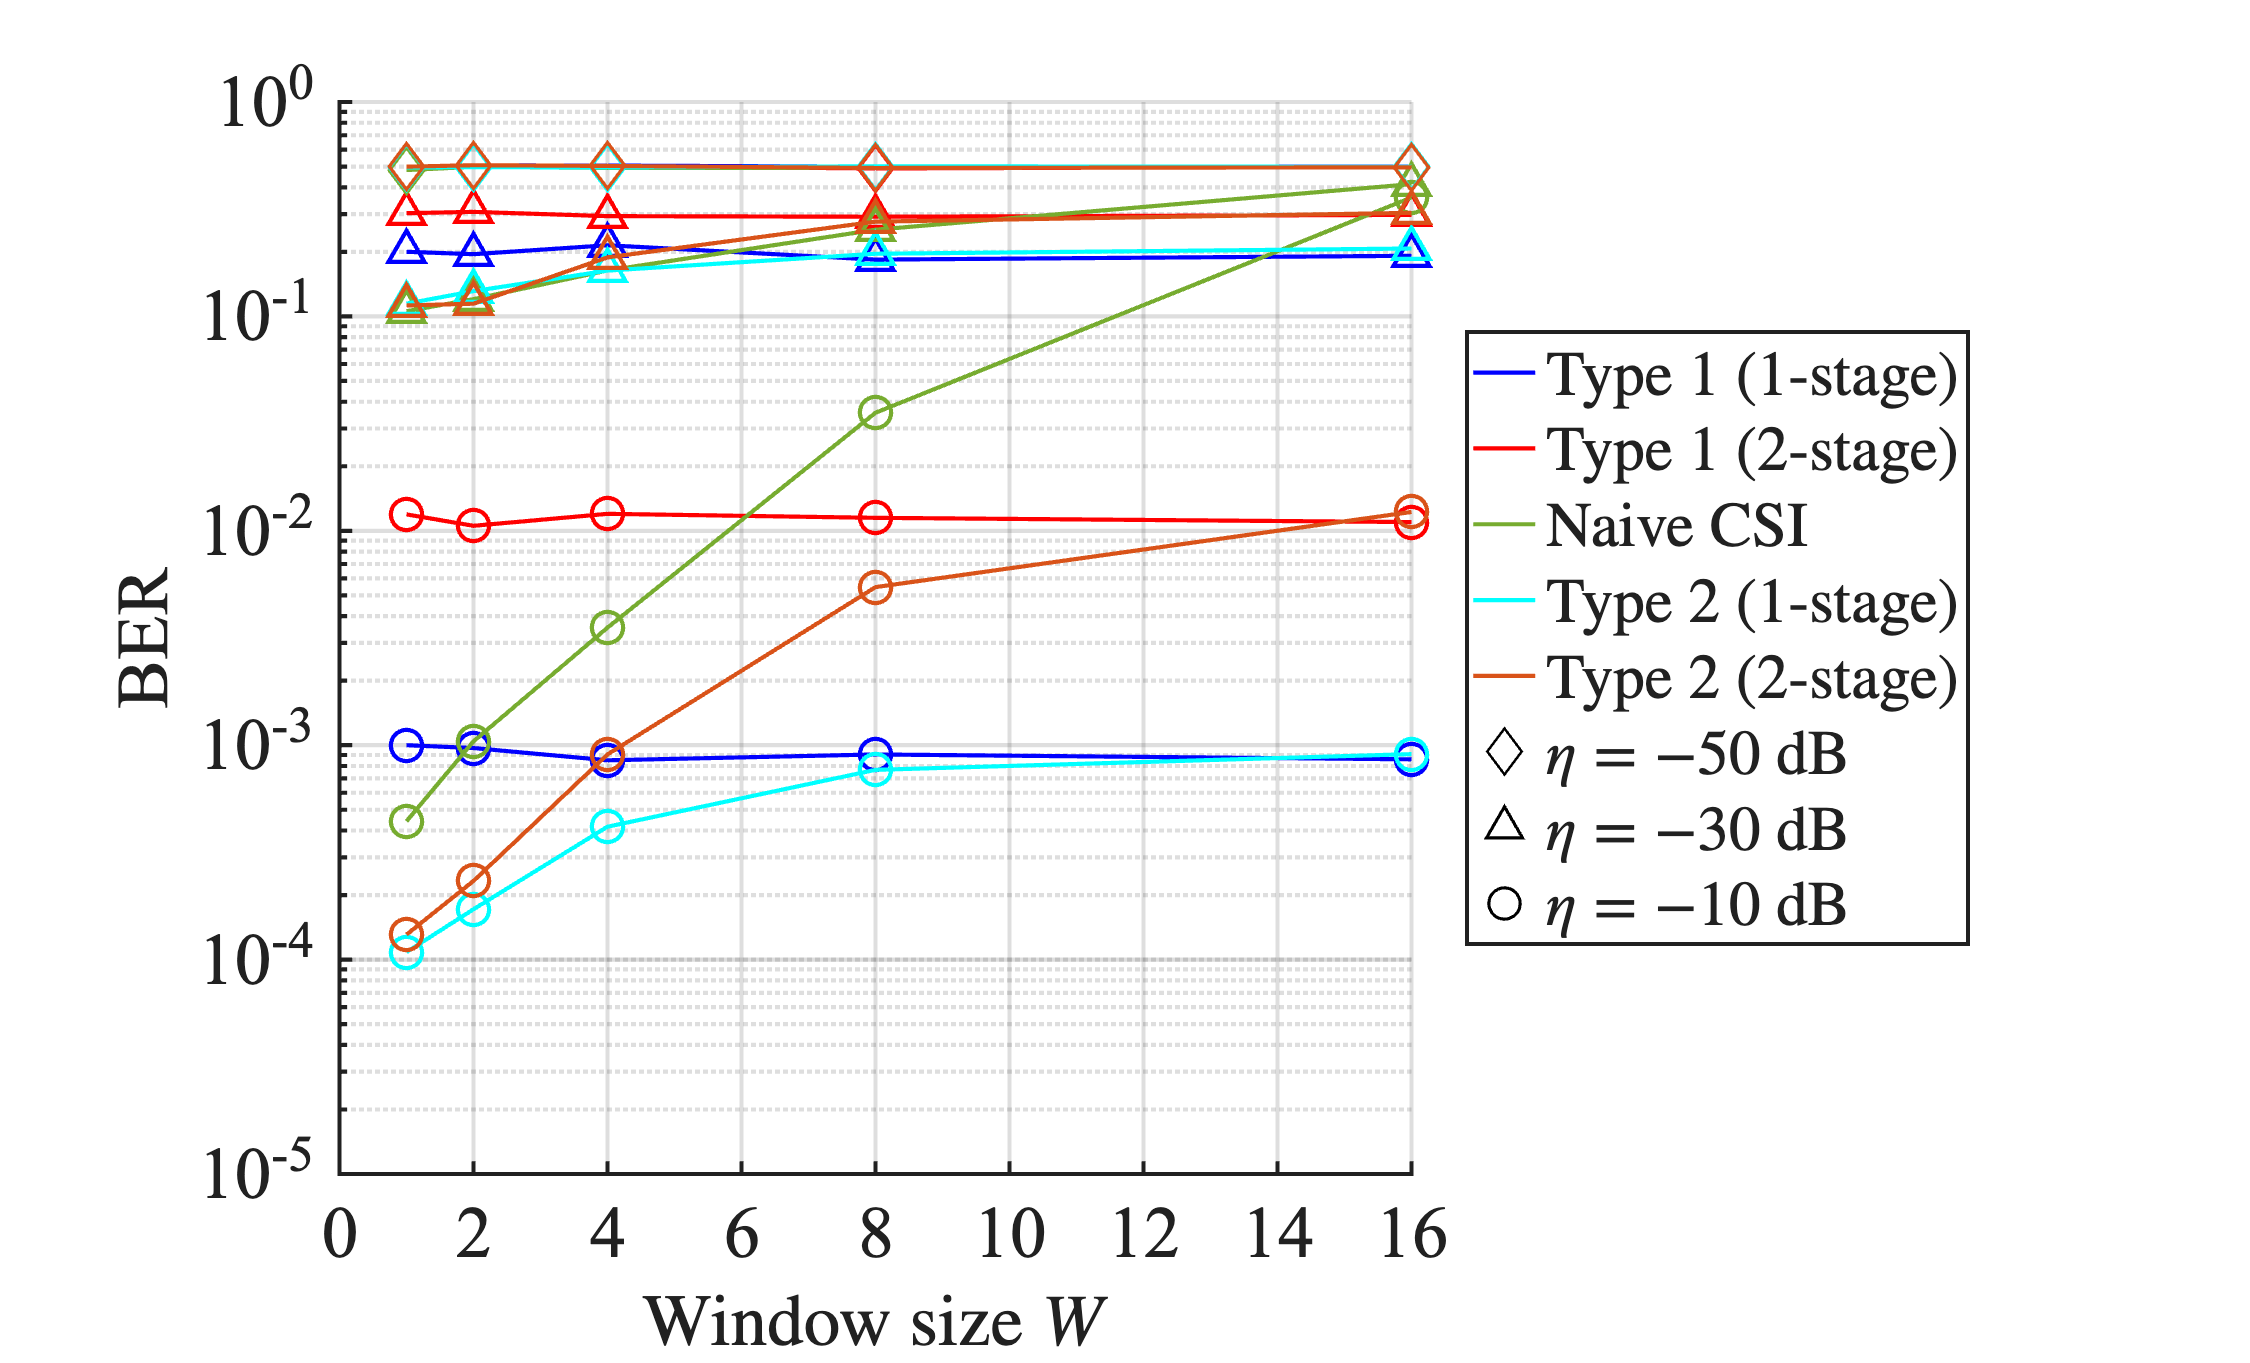 10^0
10^-1
10^-2
10^-3
10^-4
10^-5
BER
0 2 4 6 8 10 12 14 16
Window size W
Type 1 (1-stage)
Type 1 (2-stage)
Naive CSI
Type 2 (1-stage)
Type 2 (2-stage)
η = −50 dB
η = −30 dB
η = −10 dB